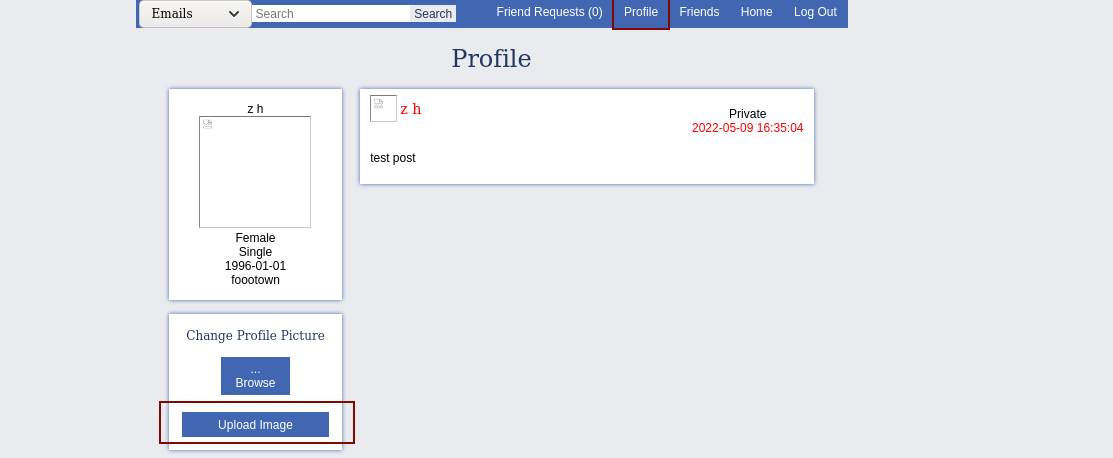 Emails Search Search Friend Requests (0) Profile Friends Home Log Out
Profile
z h
Female
Single
1996-01-01
foootown
Change Profile Picture
...
Browse
Upload Image
z h
Private
2022-05-09 16:35:04
test post